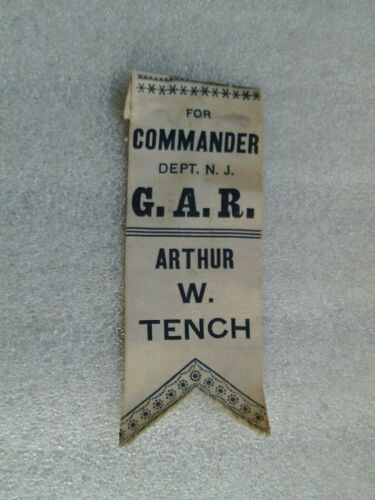 FOR
COMMANDER
DEPT. N. J.
G. A. R.
ARTHUR
W.
TENCH